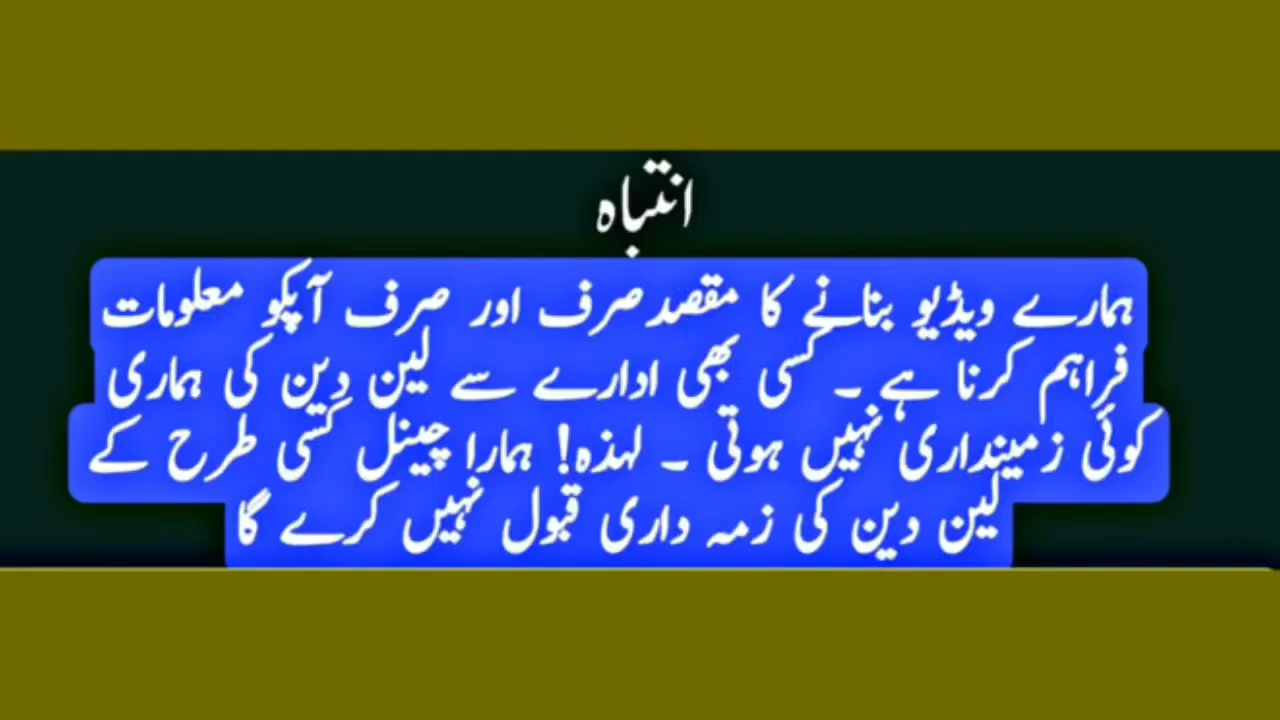 انتباہ
ہمارے ویڈیو بنانے کا مقصد صرف اور صرف آپکو معلومات
فراہم کرنا ہے ۔ کسی بھی ادارے سے لین دین کی ہماری
کوئی زمینداری نہیں ہوتی ۔ لہذہ! ہمارا چینل کسی طرح کے
لین دین کی زمہ داری قبول نہیں کرے گا